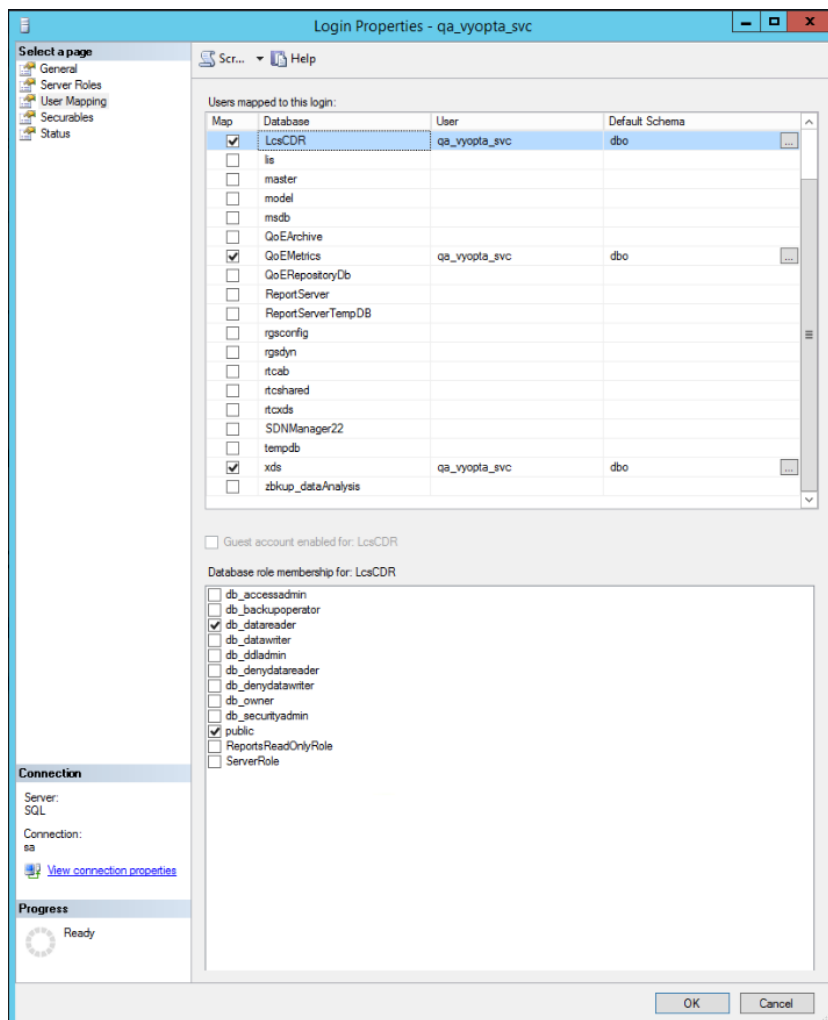 Login Properties - qa_vyopta_svc
Select a page
General
Server Roles
User Mapping
Securables
Status
Scr... Help
Users mapped to this login:
Map Database User Default Schema
LcsCDR qa_vyopta_svc dbo ...
lis
master
model
msdb
QoEArchive
QoEMetrics qa_vyopta_svc dbo ...
QoERepositoryDb
ReportServer
ReportServerTempDB
rgsconfig
rgsdyn
rtcab
rtcshared
rtcxds
SDNManager22
tempdb
xds qa_vyopta_svc dbo ...
zbkup_dataAnalysis
Guest account enabled for: LcsCDR
Database role membership for: LcsCDR
db_accessadmin
db_backupoperator
db_datareader
db_datawriter
db_ddladmin
db_denydatareader
db_denydatawriter
db_owner
db_securityadmin
public
ReportsReadOnlyRole
ServerRole
Connection
Server:
SQL
Connection:
sa
View connection properties
Progress
Ready
OK Cancel